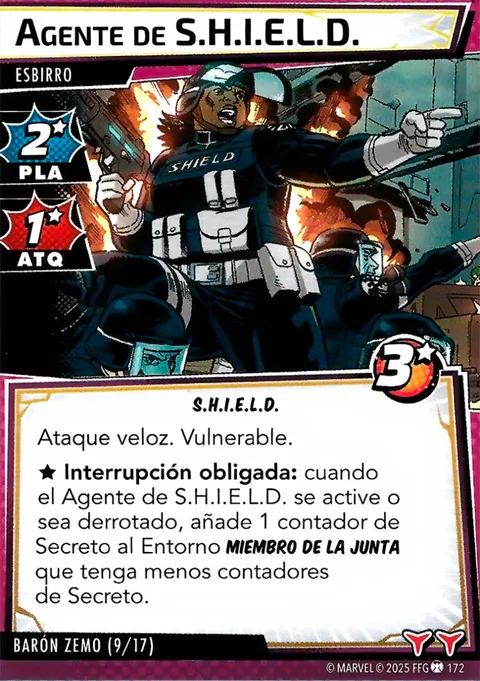 AGENTE DE S.H.I.E.L.D.
ESBIRRO
2★
PLA
SHIELD
1★
ATQ
3★
S.H.I.E.L.D.
Ataque veloz. Vulnerable.
★ Interrupción obligada: cuando
el Agente de S.H.I.E.L.D. se active o
sea derrotado, añade 1 contador de
Secreto al Entorno MIEMBRO DE LA JUNTA
que tenga menos contadores
de Secreto.
BARÓN ZEMO (9/17)
© MARVEL © 2025 FFG 172